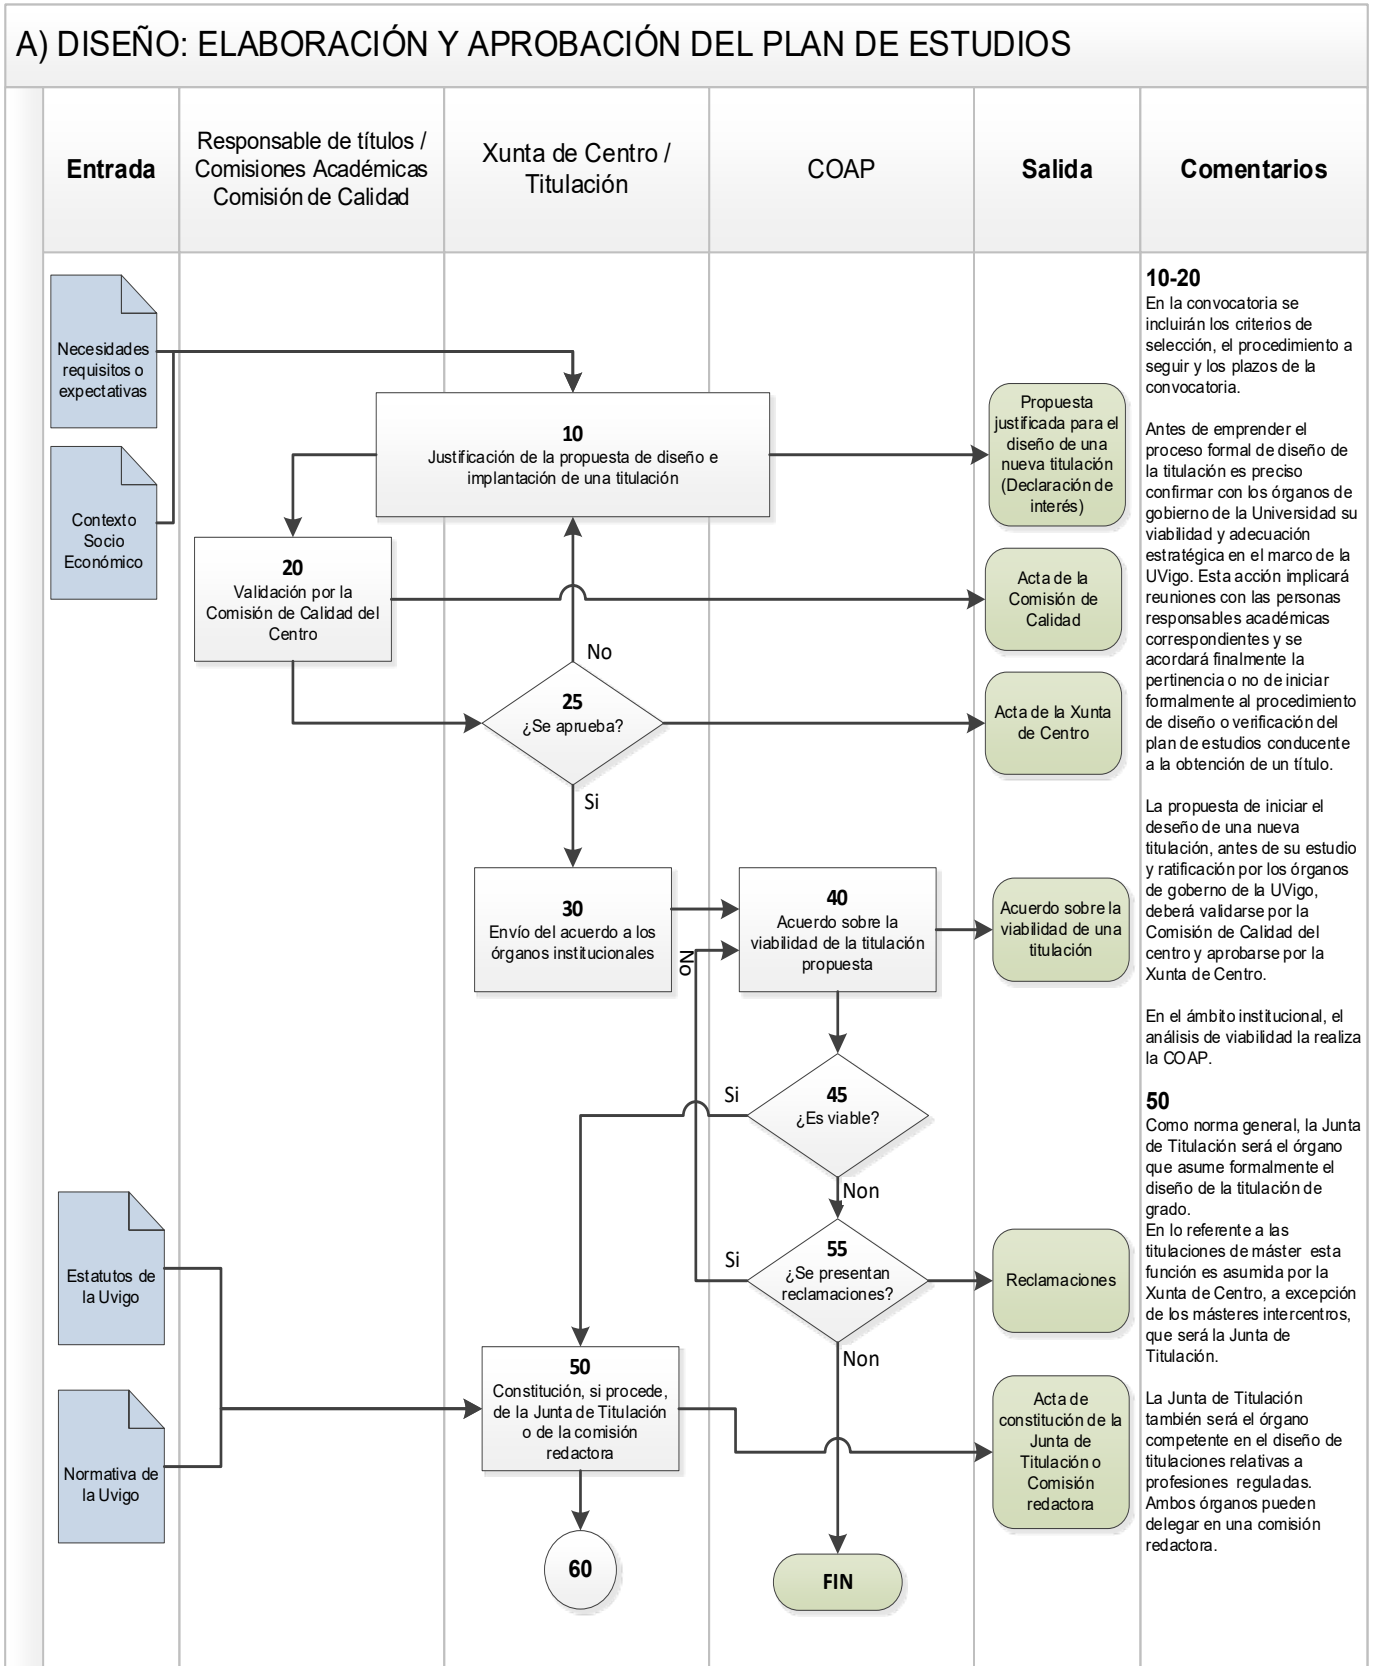 A) DISEÑO: ELABORACIÓN Y APROBACIÓN DEL PLAN DE ESTUDIOS
Entrada
Responsable de títulos /
Comisiones Académicas
Comisión de Calidad
Xunta de Centro /
Titulación
COAP
Salida
Comentarios
Necesidades
requisitos o
expectativas
Contexto
Socio
Económico
10
Justificación de la propuesta de diseño e
implantación de una titulación
Propuesta
justificada para el
diseño de una
nueva titulación
(Declaración de
interés)
20
Validación por la
Comisión de Calidad del
Centro
Acta de la
Comisión de
Calidad
No
25
¿Se aprueba?
Acta de la Xunta
de Centro
Si
30
Envío del acuerdo a los
órganos institucionales
40
Acuerdo sobre la
viabilidad de la titulación
propuesta
No
Acuerdo sobre la
viabilidad de una
titulación
45
¿Es viable?
Si
Non
55
¿Se presentan
reclamaciones?
Si
Non
Reclamaciones
Estatutos de
la Uvigo
Normativa de
la Uvigo
50
Constitución, si procede,
de la Junta de Titulación
o de la comisión
redactora
Acta de
constitución de la
Junta de
Titulación o
Comisión
redactora
60
FIN
10-20
En la convocatoria se
incluirán los criterios de
selección, el procedimiento a
seguir y los plazos de la
convocatoria.
Antes de emprender el
proceso formal de diseño de
la titulación es preciso
confirmar con los órganos de
gobierno de la Universidad su
viabilidad y adecuación
estratégica en el marco de la
UVigo. Esta acción implicará
reuniones con las personas
responsables académicas
correspondientes y se
acordará finalmente la
pertinencia o no de iniciar
formalmente al procedimiento
de diseño o verificación del
plan de estudios conducente
a la obtención de un título.
La propuesta de iniciar el
deseño de una nueva
titulación, antes de su estudio
y ratificación por los órganos
de goberno de la UVigo,
deberá validarse por la
Comisión de Calidad del
centro y aprobarse por la
Xunta de Centro.
En el ámbito institucional, el
análisis de viabilidad la realiza
la COAP.
50
Como norma general, la Junta
de Titulación será el órgano
que asume formalmente el
diseño de la titulación de
grado.
En lo referente a las
titulaciones de máster esta
función es asumida por la
Xunta de Centro, a excepción
de los másteres intercentros,
que será la Junta de
Titulación.
La Junta de Titulación
también será el órgano
competente en el diseño de
titulaciones relativas a
profesiones reguladas.
Ambos órganos pueden
delegar en una comisión
redactora.